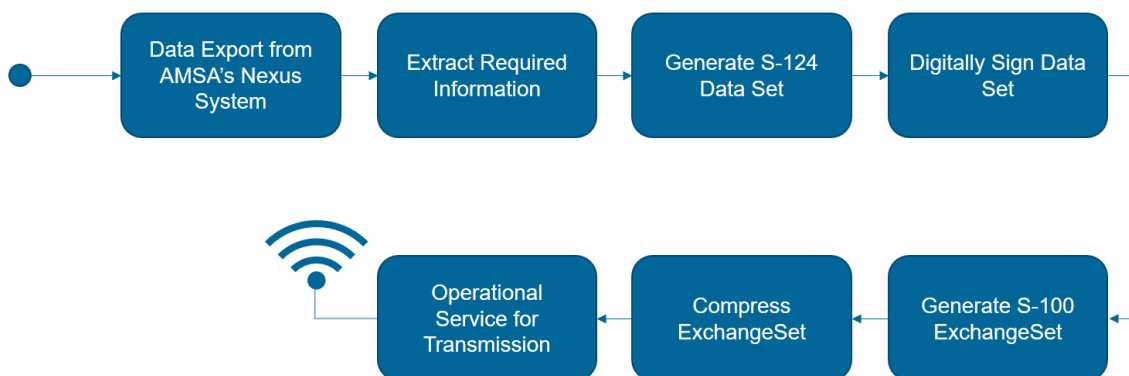 Data Export from
AMSA's Nexus
System
Extract Required
Information
Generate S-124
Data Set
Digitally Sign Data
Set
Operational
Service for
Transmission
Compress
ExchangeSet
Generate S-100
ExchangeSet